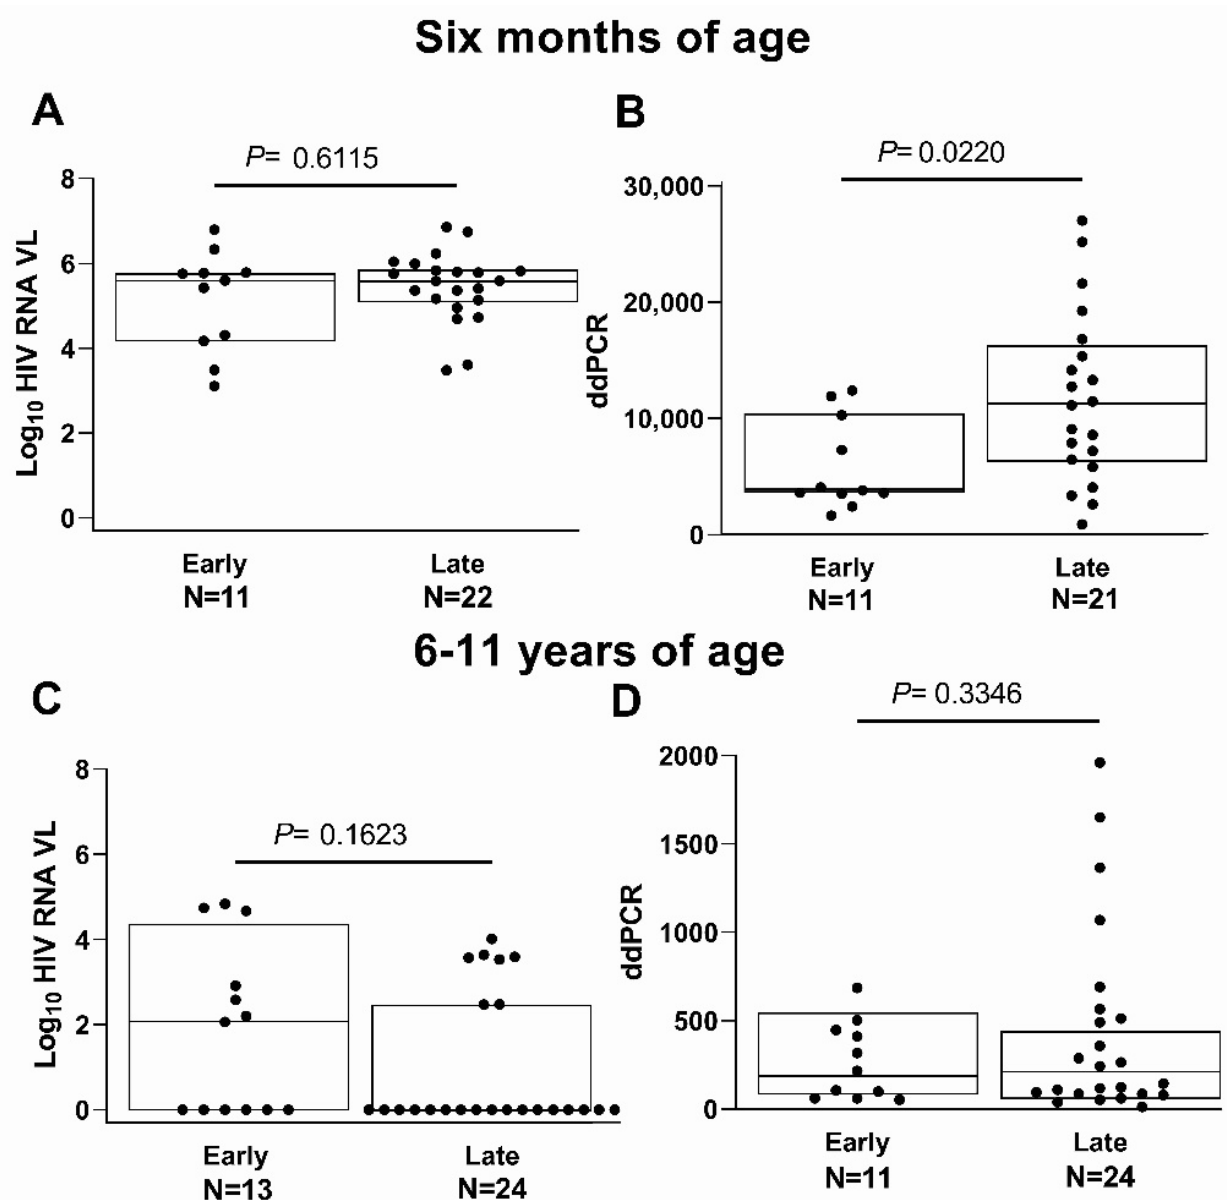 Six months of age
A
P= 0.6115
8
6
4
2
0
Log10 HIV RNA VL
Early
N=11
Late
N=22
B
P= 0.0220
30,000
20,000
10,000
0
ddPCR
Early
N=11
Late
N=21
6-11 years of age
C
P= 0.1623
8
6
4
2
0
Log10 HIV RNA VL
Early
N=13
Late
N=24
D
P= 0.3346
2000
1500
1000
500
0
ddPCR
Early
N=11
Late
N=24